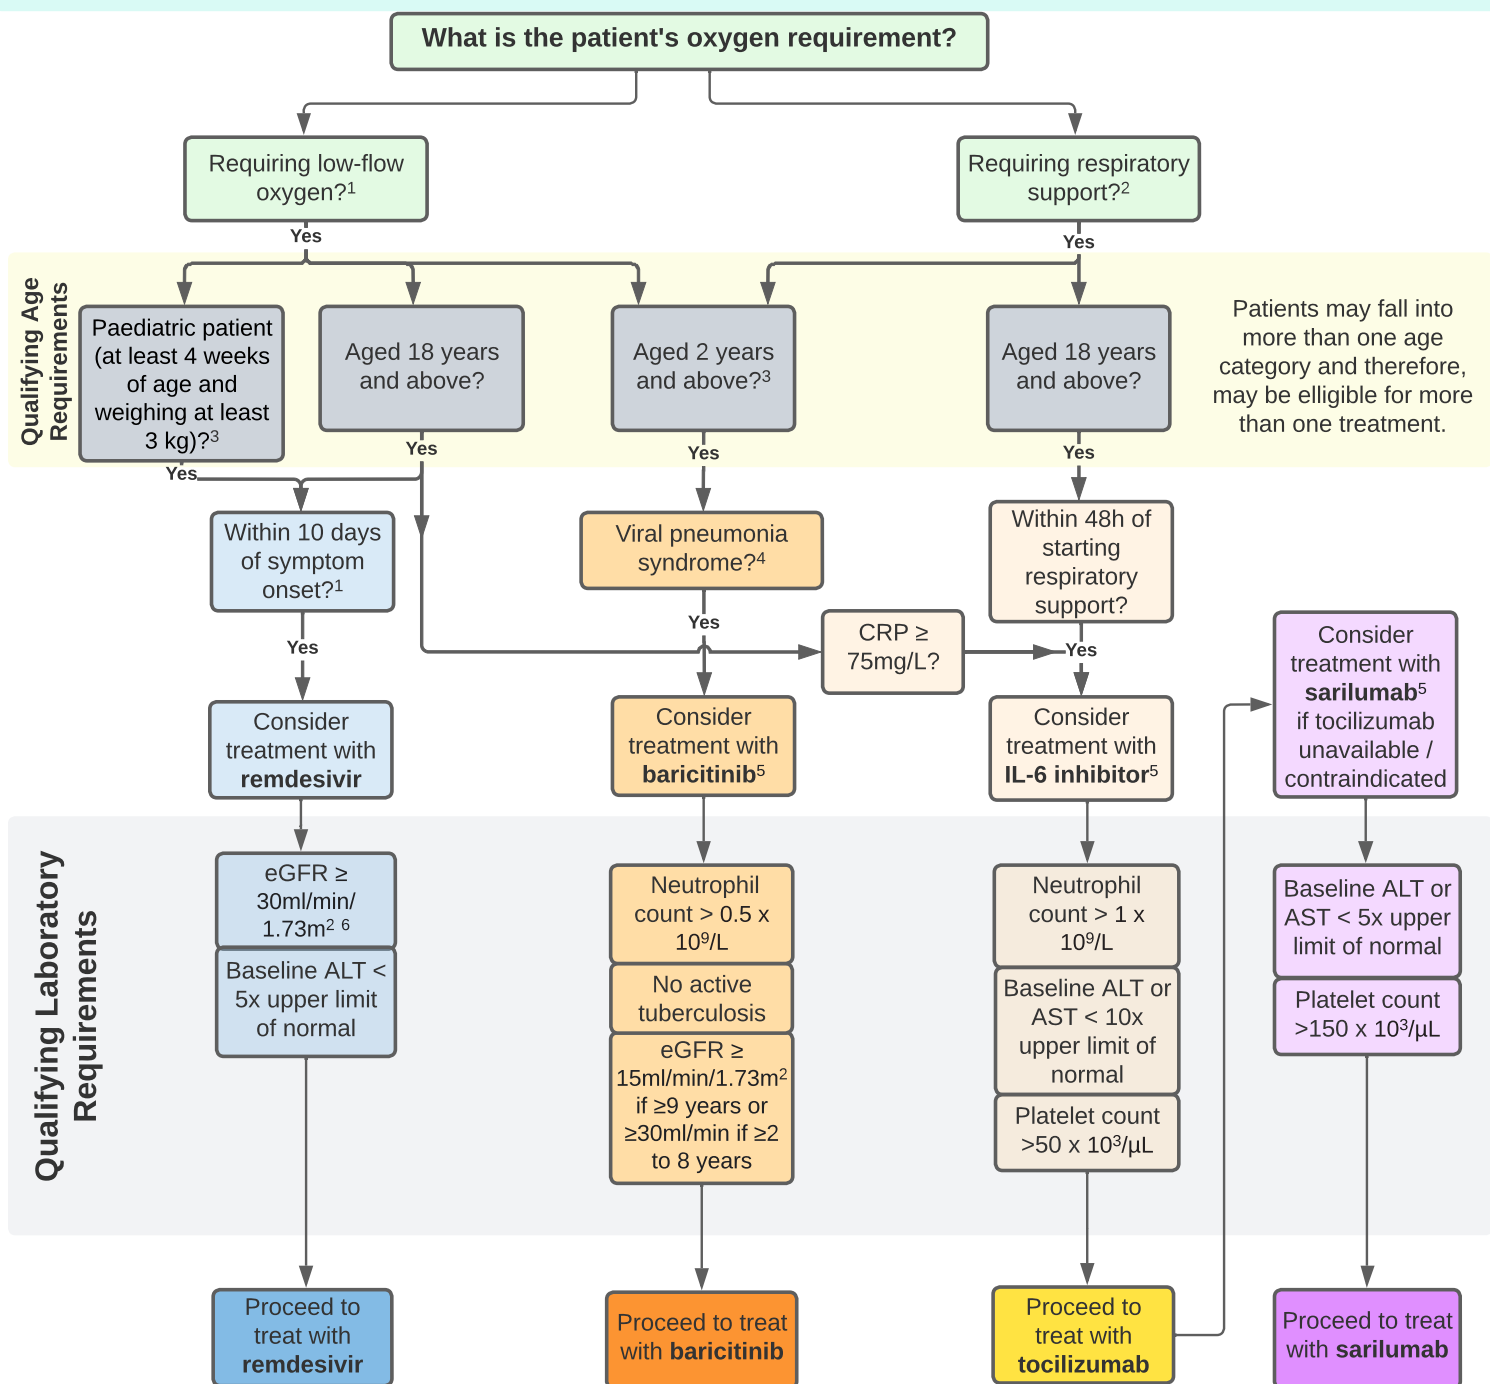 What is the patient's oxygen requirement?
Requiring low-flow
oxygen?1
Requiring respiratory
support?2
Yes
Yes
Qualifying Age
Requirements
Paediatric patient
(at least 4 weeks
of age and
weighing at least
3 kg)?3
Aged 18 years
and above?
Aged 2 years
and above?3
Aged 18 years
and above?
Patients may fall into
more than one age
category and therefore,
may be elligible for more
than one treatment.
Yes
Yes
Yes
Yes
Within 10 days
of symptom
onset?1
Viral pneumonia
syndrome?4
Within 48h of
starting
respiratory
support?
Yes
Yes
CRP ≥
75mg/L?
Yes
Consider
treatment with
remdesivir
Consider
treatment with
baricitinib5
Consider
treatment with
IL-6 inhibitor5
Consider
treatment with
sarilumab5
if tocilizumab
unavailable /
contraindicated
Qualifying Laboratory
Requirements
eGFR ≥
30ml/min/
1.73m2 6
Baseline ALT <
5x upper limit
of normal
Neutrophil
count > 0.5 x
109/L
No active
tuberculosis
eGFR ≥
15ml/min/1.73m2
if ≥9 years or
≥30ml/min if ≥2
to 8 years
Neutrophil
count > 1 x
109/L
Baseline ALT or
AST < 10x
upper limit of
normal
Platelet count
>50 x 103/µL
Baseline ALT or
AST < 5x upper
limit of normal
Platelet count
>150 x 103/µL
Proceed to
treat with
remdesivir
Proceed to treat
with baricitinib
Proceed to
treat with
tocilizumab
Proceed to treat
with sarilumab